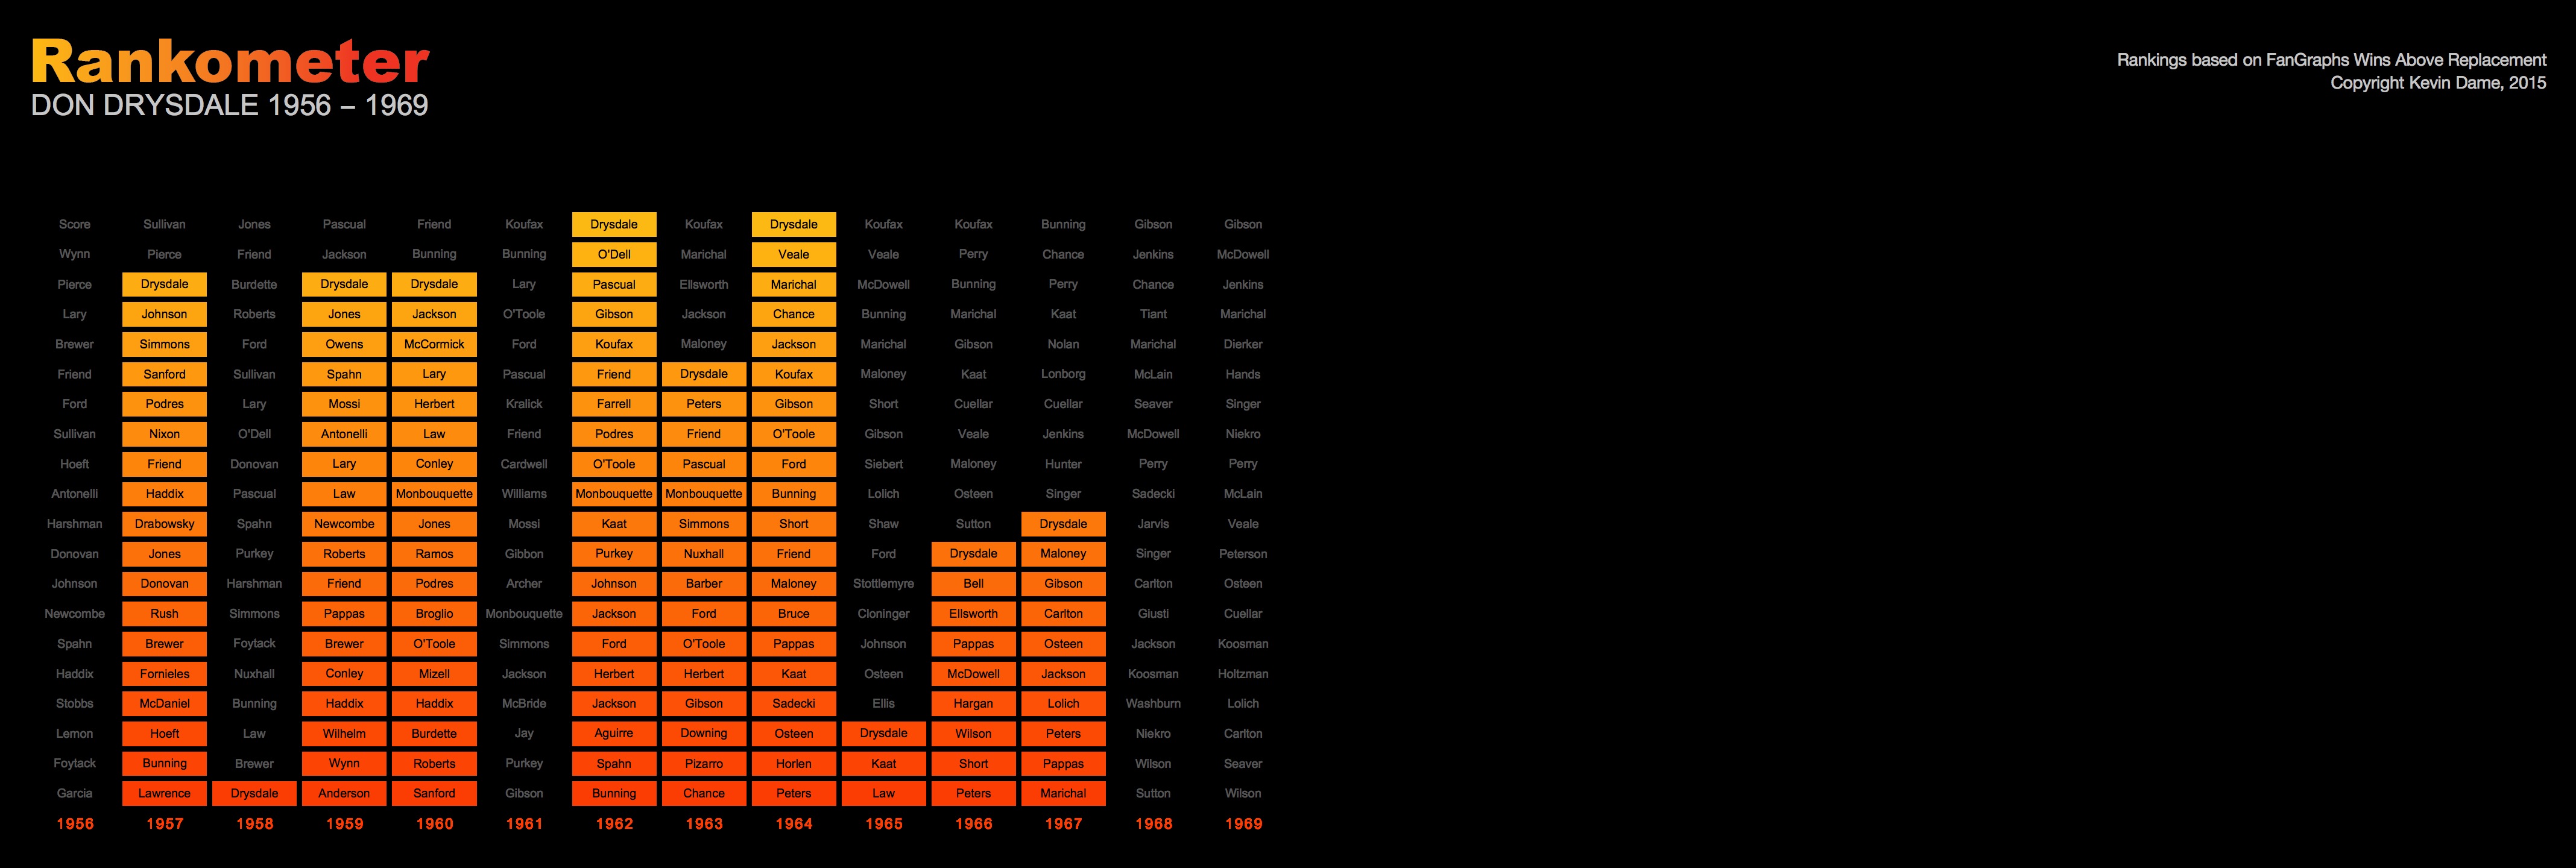 Rankometer
DON DRYSDALE 1956 – 1969
Rankings based on FanGraphs Wins Above Replacement
Copyright Kevin Dame, 2015
Score Sullivan Jones Pascual Friend Koufax Drysdale Koufax Drysdale Koufax Koufax Bunning Gibson Gibson
Wynn Pierce Friend Jackson Bunning Bunning O'Dell Marichal Veale Veale Perry Chance Jenkins McDowell
Pierce Drysdale Burdette Drysdale Drysdale Lary Pascual Ellsworth Marichal McDowell Bunning Perry Chance Jenkins
Lary Johnson Roberts Jones Jackson O'Toole Gibson Jackson Chance Bunning Marichal Kaat Tiant Marichal
Brewer Simmons Ford Owens McCormick Ford Koufax Maloney Jackson Marichal Gibson Nolan Marichal Dierker
Friend Sanford Sullivan Spahn Lary Pascual Friend Drysdale Koufax Maloney Kaat Lonborg McLain Hands
Ford Podres Lary Mossi Herbert Kralick Farrell Peters Gibson Short Cuellar Cuellar Seaver Singer
Sullivan Nixon O'Dell Antonelli Law Friend Podres Friend O'Toole Gibson Veale Jenkins McDowell Niekro
Hoeft Friend Donovan Lary Conley Cardwell O'Toole Pascual Ford Siebert Maloney Hunter Perry Perry
Antonelli Haddix Pascual Law Monbouquette Williams Monbouquette Monbouquette Bunning Lolich Osteen Singer Sadecki McLain
Harshman Drabowsky Spahn Newcombe Jones Mossi Kaat Simmons Short Shaw Sutton Drysdale Jarvis Veale
Donovan Jones Purkey Roberts Ramos Gibbon Purkey Nuxhall Friend Ford Drysdale Maloney Singer Peterson
Johnson Donovan Harshman Friend Podres Archer Johnson Barber Maloney Stottlemyre Bell Gibson Carlton Osteen
Newcombe Rush Simmons Pappas Broglio Monbouquette Jackson Ford Bruce Cloninger Ellsworth Carlton Giusti Cuellar
Spahn Brewer Foytack Brewer O'Toole Simmons Ford O'Toole Pappas Johnson Pappas Osteen Jackson Koosman
Haddix Fornieles Nuxhall Conley Mizell Jackson Herbert Herbert Kaat Osteen McDowell Jackson Koosman Holtzman
Stobbs McDaniel Bunning Haddix Haddix McBride Jackson Gibson Sadecki Ellis Hargan Lolich Washburn Lolich
Lemon Hoeft Law Wilhelm Burdette Jay Aguirre Downing Osteen Drysdale Wilson Peters Niekro Carlton
Foytack Bunning Brewer Wynn Roberts Purkey Spahn Pizarro Horlen Kaat Short Pappas Wilson Seaver
Garcia Lawrence Drysdale Anderson Sanford Gibson Bunning Chance Peters Law Peters Marichal Sutton Wilson
1956 1957 1958 1959 1960 1961 1962 1963 1964 1965 1966 1967 1968 1969